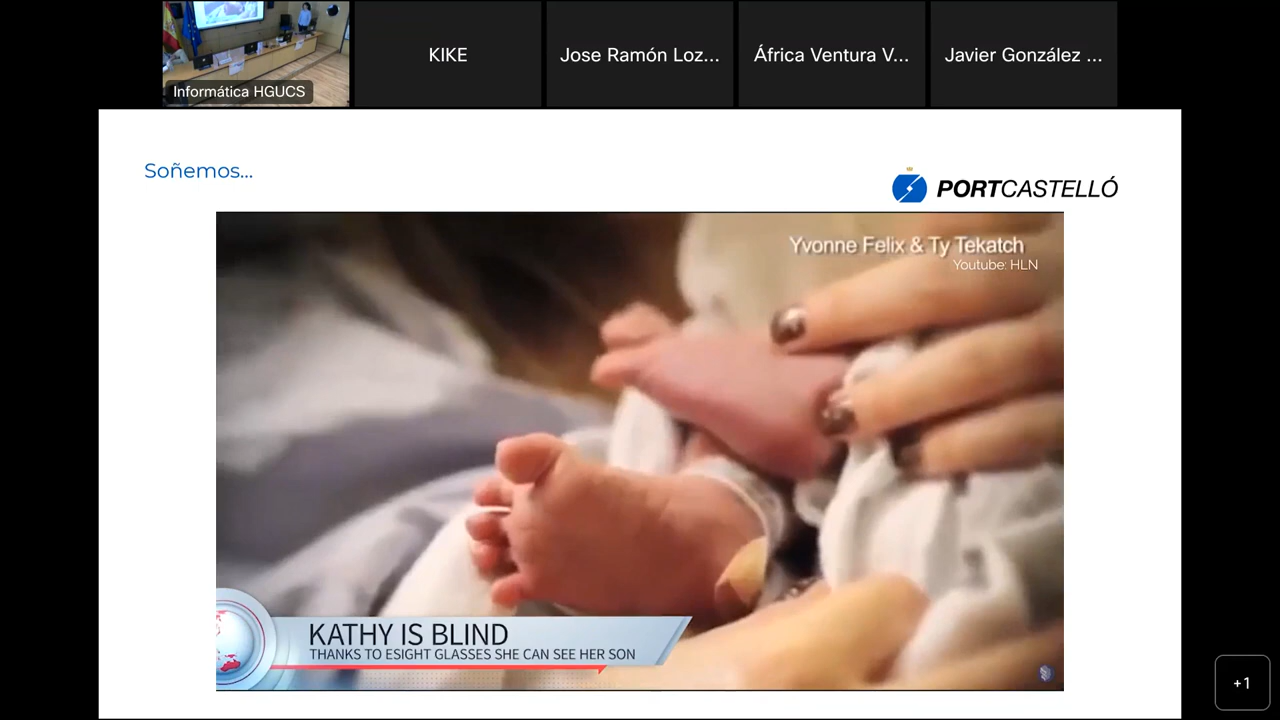 Informática HGUCS
KIKE
Jose Ramón Loz...
África Ventura V...
Javier González ...
Soñemos...
PORTCASTELLÓ
Yvonne Felix & Ty Tekatch
Youtube: HLN
KATHY IS BLIND
THANKS TO ESIGHT GLASSES SHE CAN SEE HER SON
+1